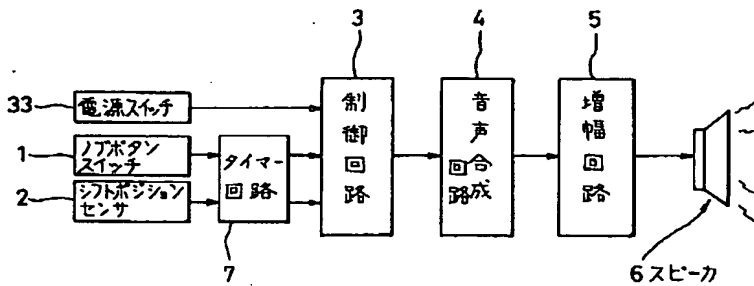 3
4
5
33
電源スイッチ
1
ノブボタン
スイッチ
2
シフトポジション
センサ
タイマー
回路
7
制御回路
音声合成
回路
増幅回路
6 スピーカ